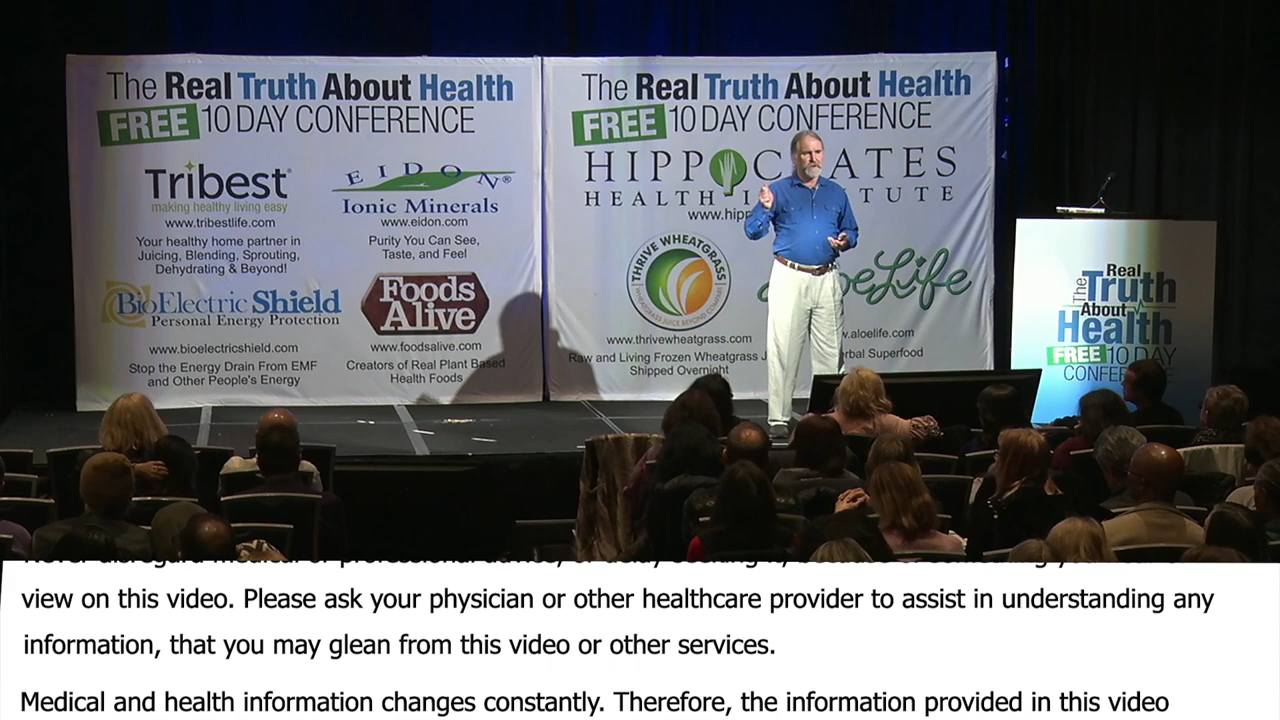 The Real Truth About Health
FREE 10 DAY CONFERENCE
Tribest
making healthy living easy
www.tribestlife.com
Your healthy home partner in
Juicing, Blending, Sprouting,
Dehydrating & Beyond!
EIDON®
Ionic Minerals
www.eidon.com
Purity You Can See,
Taste, and Feel
BioElectric Shield
Personal Energy Protection
www.bioelectricshield.com
Stop the Energy Drain From EMF
and Other People's Energy
Foods
Alive
www.foodsalive.com
Creators of Real Plant Based
Health Foods
The Real Truth About Health
FREE 10 DAY CONFERENCE
HIPPOCRATES
HEALTH
www.hipp
THRIVE WHEATGRASS
WHEATGRASS JUICE BEYOND COMPARE
www.thrivewheatgrass.com
Raw and Living Frozen Wheatgrass
Shipped Overnight
Life
.aloelife.com
Superfood
The Real
Truth
About
Health
FREE 10 DAY
view on this video. Please ask your physician or other healthcare provider to assist in understanding any
information, that you may glean from this video or other services.
Medical and health information changes constantly. Therefore, the information provided in this video